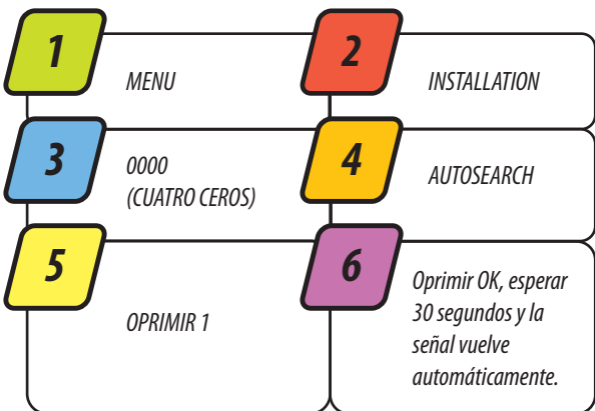 1
MENU
2
INSTALLATION
3
0000
(CUATRO CEROS)
4
AUTOSEARCH
5
OPRIMIR 1
6
Oprimir OK, esperar
30 segundos y la
señal vuelve
automáticamente.